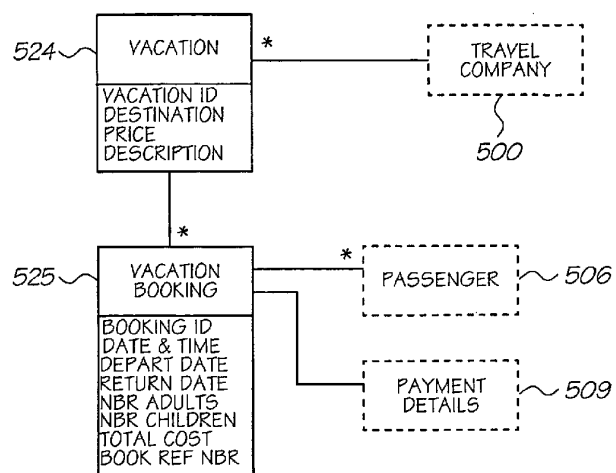 524
VACATION
*
TRAVEL
COMPANY
500
VACATION ID
DESTINATION
PRICE
DESCRIPTION
*
525
VACATION
BOOKING
*
PASSENGER
506
BOOKING ID
DATE & TIME
DEPART DATE
RETURN DATE
NBR ADULTS
NBR CHILDREN
TOTAL COST
BOOK REF NBR
PAYMENT
DETAILS
509